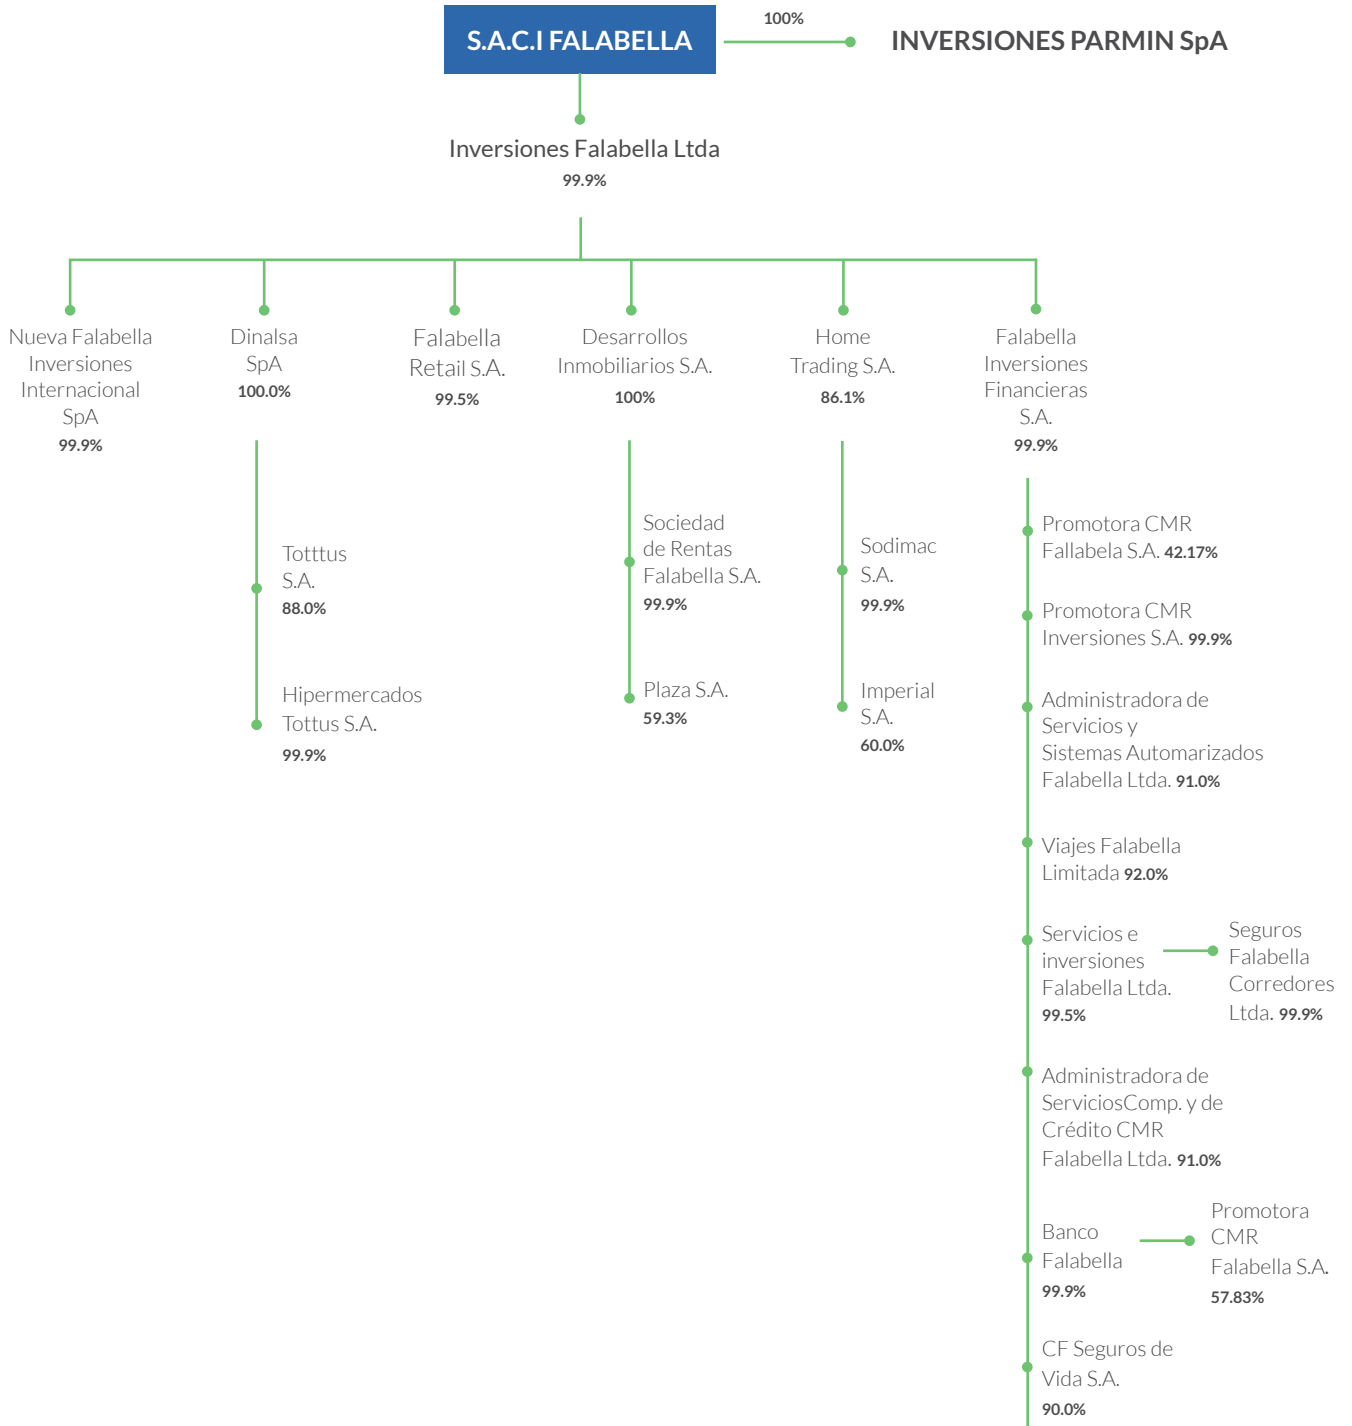 S.A.C.I FALABELLA
100%
INVERSIONES PARMIN SpA
Inversiones Falabella Ltda
99.9%
Nueva Falabella
Inversiones
Internacional
SpA
99.9%
Dinalsa
SpA
100.0%
Falabella
Retail S.A.
99.5%
Desarrollos
Inmobiliarios S.A.
100%
Home
Trading S.A.
86.1%
Falabella
Inversiones
Financieras
S.A.
99.9%
Totttus
S.A.
88.0%
Hipermercados
Tottus S.A.
99.9%
Sociedad
de Rentas
Falabella S.A.
99.9%
Plaza S.A.
59.3%
Sodimac
S.A.
99.9%
Imperial
S.A.
60.0%
Promotora CMR
Fallabela S.A. 42.17%
Promotora CMR
Inversiones S.A. 99.9%
Administradora de
Servicios y
Sistemas Automarizados
Falabella Ltda. 91.0%
Viajes Falabella
Limitada 92.0%
Servicios e
inversiones
Falabella Ltda.
99.5%
Seguros
Falabella
Corredores
Ltda. 99.9%
Administradora de
ServiciosComp. y de
Crédito CMR
Falabella Ltda. 91.0%
Banco
Falabella
99.9%
Promotora
CMR
Falabella S.A.
57.83%
CF Seguros de
Vida S.A.
90.0%